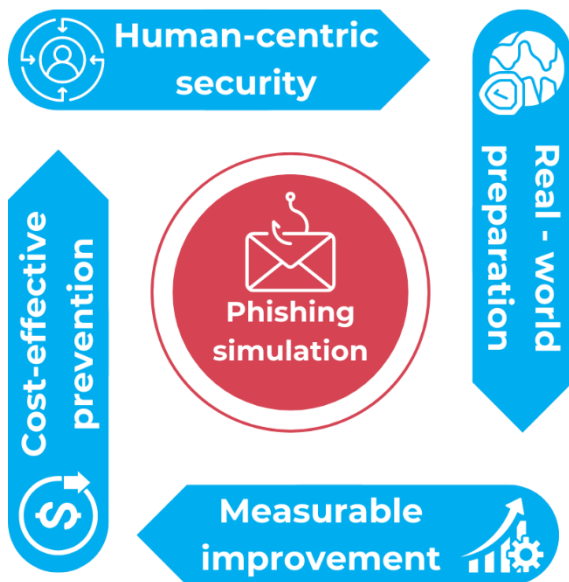 Human-centric
security
Real - world
preparation
Phishing
simulation
Cost-effective
prevention
Measurable
improvement